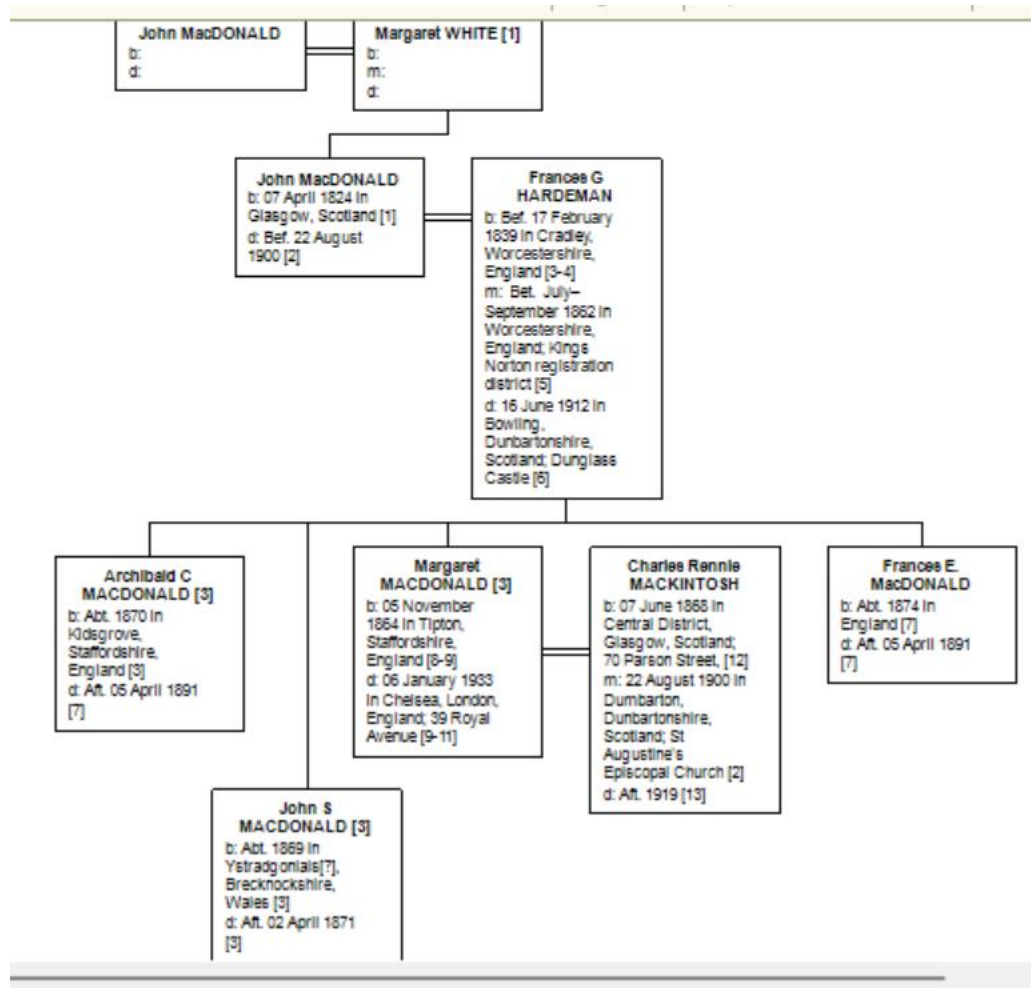 John MacDONALD
b:
d:
Margaret WHITE [1]
b:
m:
d:
John MacDONALD
b: 07 April 1824 in
Glasgow, Scotland [1]
d: Bef. 22 August
1900 [2]
Frances G
HARDEMAN
b: Bef. 17 February
1839 in Cradley,
Worcestershire,
England [3-4]
m: Bet. July–
September 1862 in
Worcestershire,
England; Kings
Norton registration
district [5]
d: 16 June 1912 in
Bowling,
Dunbartonshire,
Scotland; Dunglass
Castle [6]
Archibald C
MACDONALD [3]
b: Abt. 1870 in
Kidsgrove,
Staffordshire,
England [3]
d: Aft. 05 April 1891
[7]
Margaret
MACDONALD [3]
b: 05 November
1864 in Tipton,
Staffordshire,
England [8-9]
d: 06 January 1933
in Chelsea, London,
England; 39 Royal
Avenue [9-11]
Charles Rennie
MACKINTOSH
b: 07 June 1868 in
Central District,
Glasgow, Scotland;
70 Parson Street, [12]
m: 22 August 1900 in
Dumbarton,
Dunbartonshire,
Scotland; St
Augustine's
Episcopal Church [2]
d: Aft. 1919 [13]
Frances E.
MacDONALD
b: Abt. 1874 in
England [7]
d: Aft. 05 April 1891
[7]
John S
MACDONALD [3]
b: Abt. 1869 in
Ystradgonials[?],
Brecknockshire,
Wales [3]
d: Aft. 02 April 1871
[3]